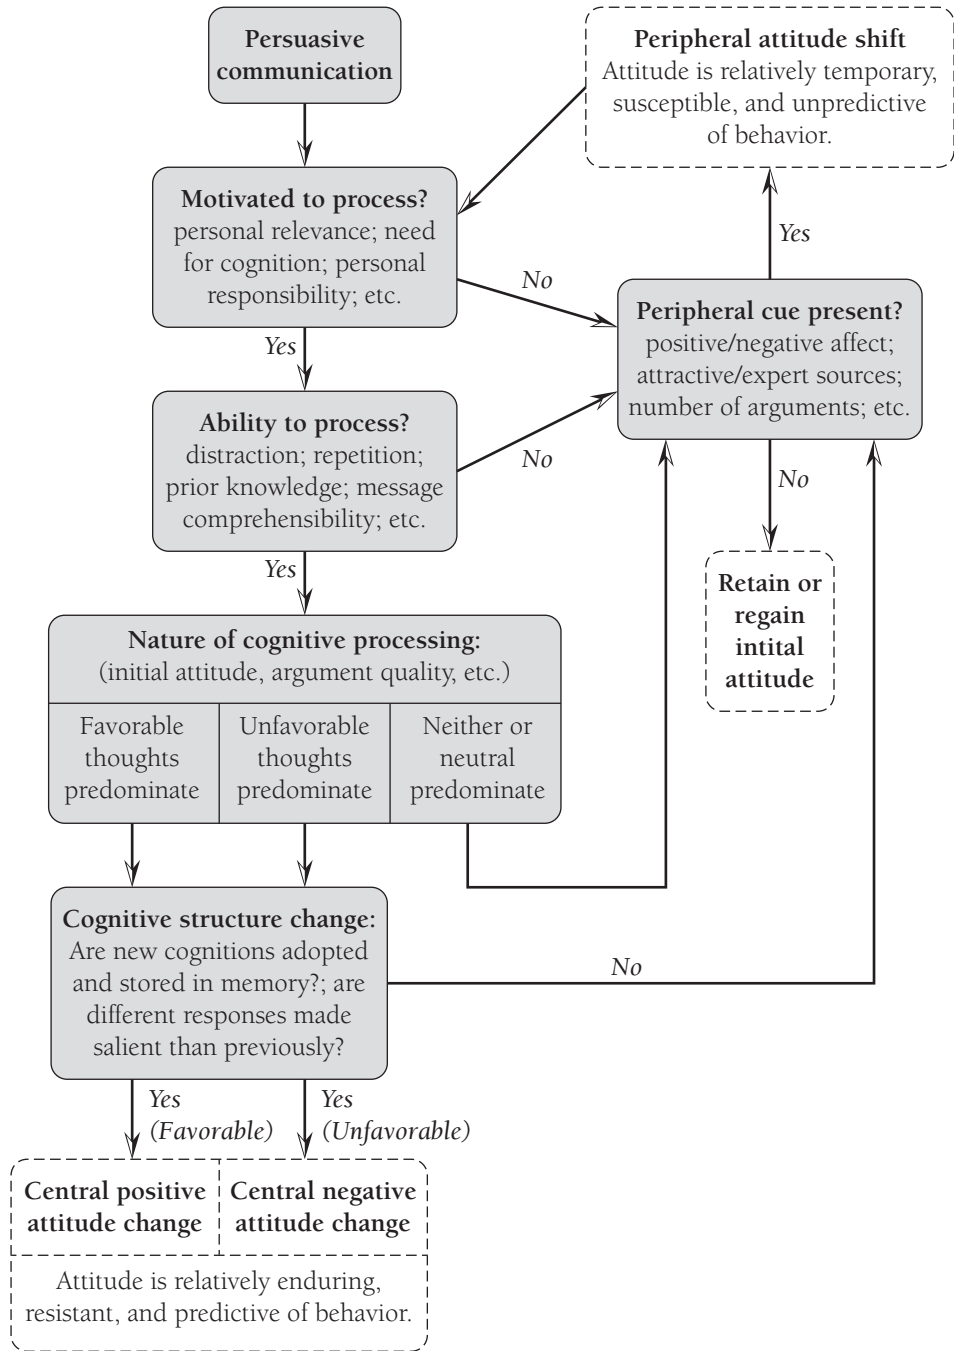 Persuasive
communication
Peripheral attitude shift
Attitude is relatively temporary,
susceptible, and unpredictive
of behavior.
Motivated to process?
personal relevance; need
for cognition; personal
responsibility; etc.
No
Yes
Yes
Peripheral cue present?
positive/negative affect;
attractive/expert sources;
number of arguments; etc.
Ability to process?
distraction; repetition;
prior knowledge; message
comprehensibility; etc.
No
No
Yes
Retain or
regain
intital
attitude
Nature of cognitive processing:
(initial attitude, argument quality, etc.)
Favorable
thoughts
predominate
Unfavorable
thoughts
predominate
Neither or
neutral
predominate
Cognitive structure change:
Are new cognitions adopted
and stored in memory?; are
different responses made
salient than previously?
No
Yes
(Favorable)
Yes
(Unfavorable)
Central positive
attitude change
Central negative
attitude change
Attitude is relatively enduring,
resistant, and predictive of behavior.